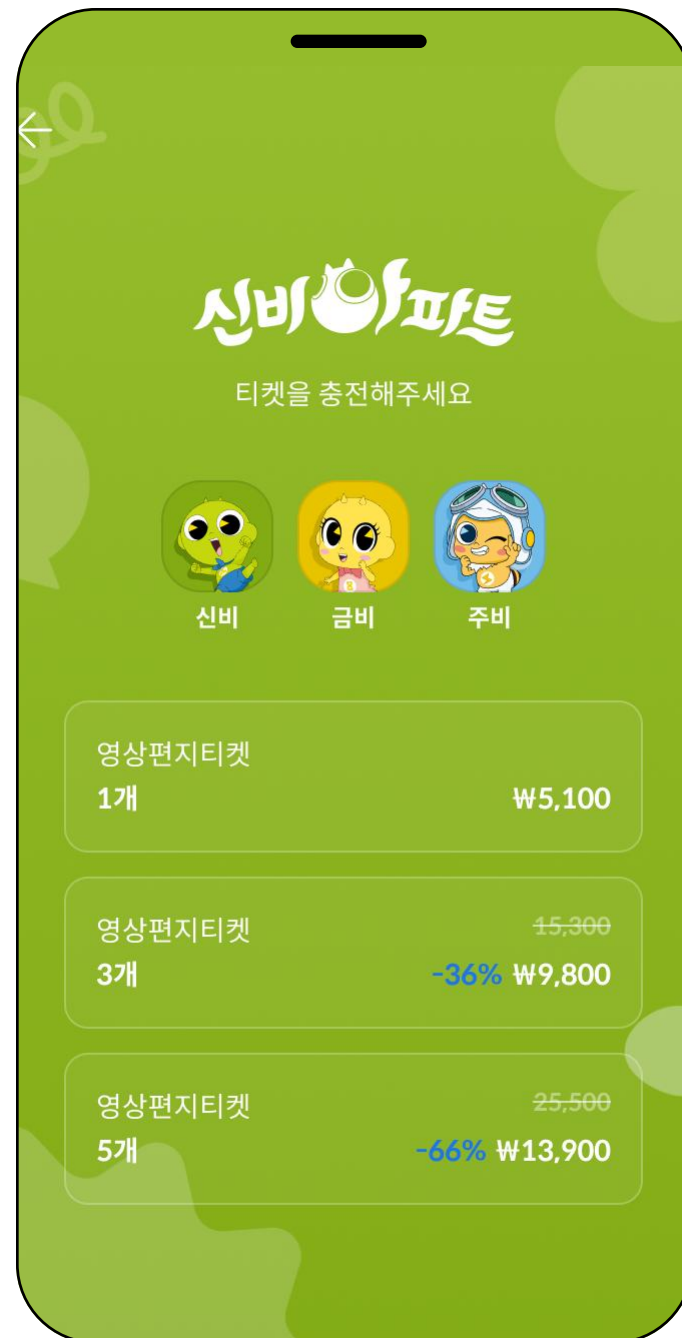 신비아파트
티켓을 충전해주세요
신비 금비 주비
영상편지티켓
1개 ₩5,100
영상편지티켓 15,300
3개 -36% ₩9,800
영상편지티켓 25,500
5개 -66% ₩13,900